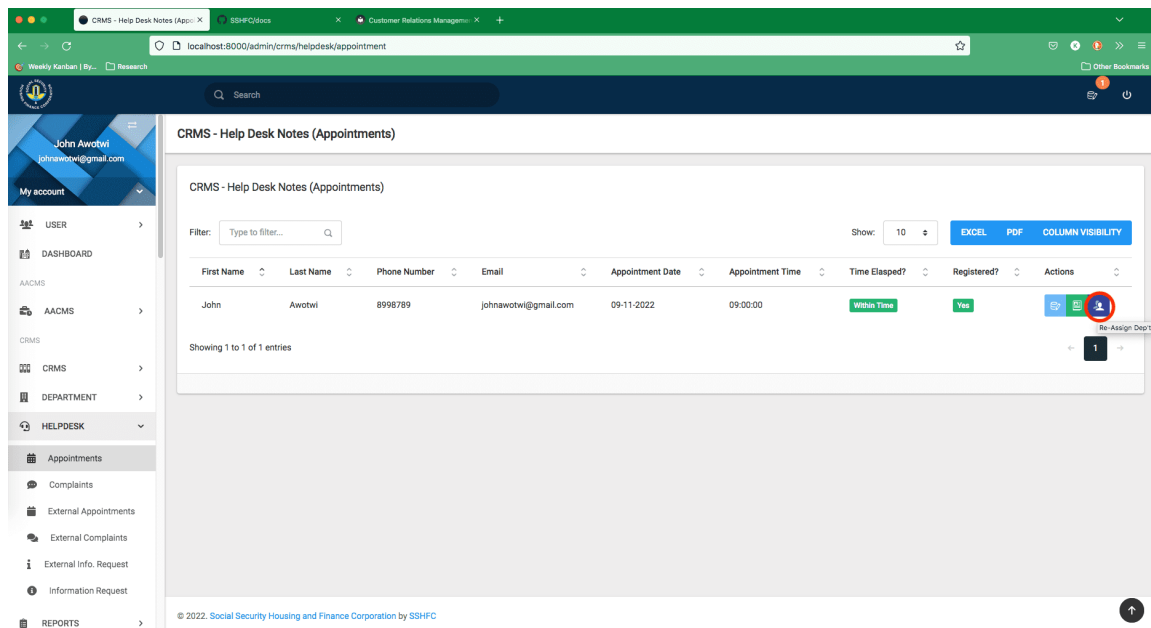 CRMS - Help Desk Notes (Appoi
SSHFC/docs
Customer Relations Managemen
localhost:8000/admin/crms/helpdesk/appointment
Weekly Kanban | By...
Research
Other Bookmarks
Search
1
John Awotwi
johnawotwi@gmail.com
My account
USER
DASHBOARD
AACMS
AACMS
CRMS
CRMS
DEPARTMENT
HELPDESK
Appointments
Complaints
External Appointments
External Complaints
External Info. Request
Information Request
REPORTS
CRMS - Help Desk Notes (Appointments)
CRMS - Help Desk Notes (Appointments)
Filter: Type to filter...
Show: 10
EXCEL PDF COLUMN VISIBILITY
First Name Last Name Phone Number Email Appointment Date Appointment Time Time Elasped? Registered? Actions
John Awotwi 8998789 johnawotwi@gmail.com 09-11-2022 09:00:00 Within Time Yes
Re-Assign Dep't
Showing 1 to 1 of 1 entries
← 1 →
© 2022. Social Security Housing and Finance Corporation by SSHFC